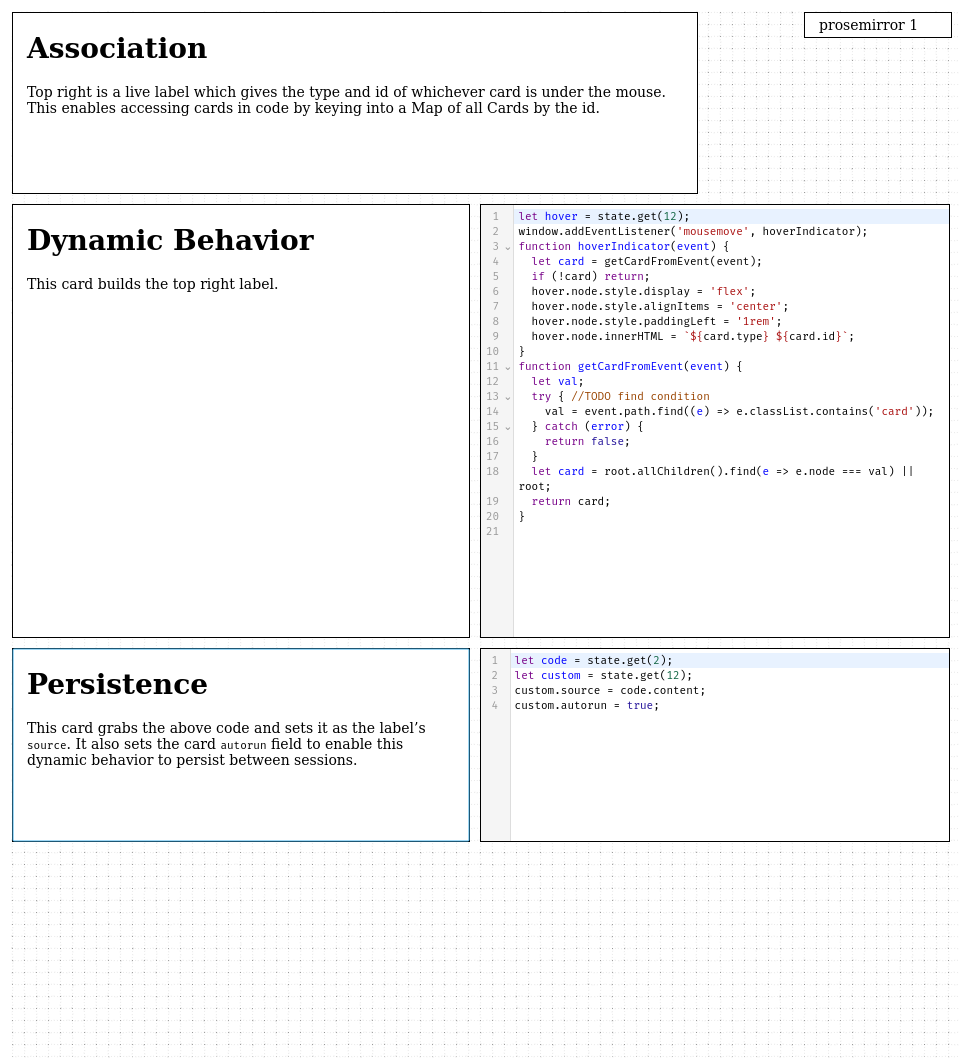 Association
prosemirror 1
Top right is a live label which gives the type and id of whichever card is under the mouse.
This enables accessing cards in code by keying into a Map of all Cards by the id.
Dynamic Behavior
This card builds the top right label.
1 let hover = state.get(12);
2 window.addEventListener('mousemove', hoverIndicator);
3 function hoverIndicator(event) {
4   let card = getCardFromEvent(event);
5   if (!card) return;
6   hover.node.style.display = 'flex';
7   hover.node.style.alignItems = 'center';
8   hover.node.style.paddingLeft = '1rem';
9   hover.node.innerHTML = `${card.type} ${card.id}`;
10 }
11 function getCardFromEvent(event) {
12   let val;
13   try { //TODO find condition
14     val = event.path.find((e) => e.classList.contains('card'));
15   } catch (error) {
16     return false;
17   }
18   let card = root.allChildren().find(e => e.node === val) ||
root;
19   return card;
20 }
21
Persistence
This card grabs the above code and sets it as the label’s
source. It also sets the card autorun field to enable this
dynamic behavior to persist between sessions.
1 let code = state.get(2);
2 let custom = state.get(12);
3 custom.source = code.content;
4 custom.autorun = true;